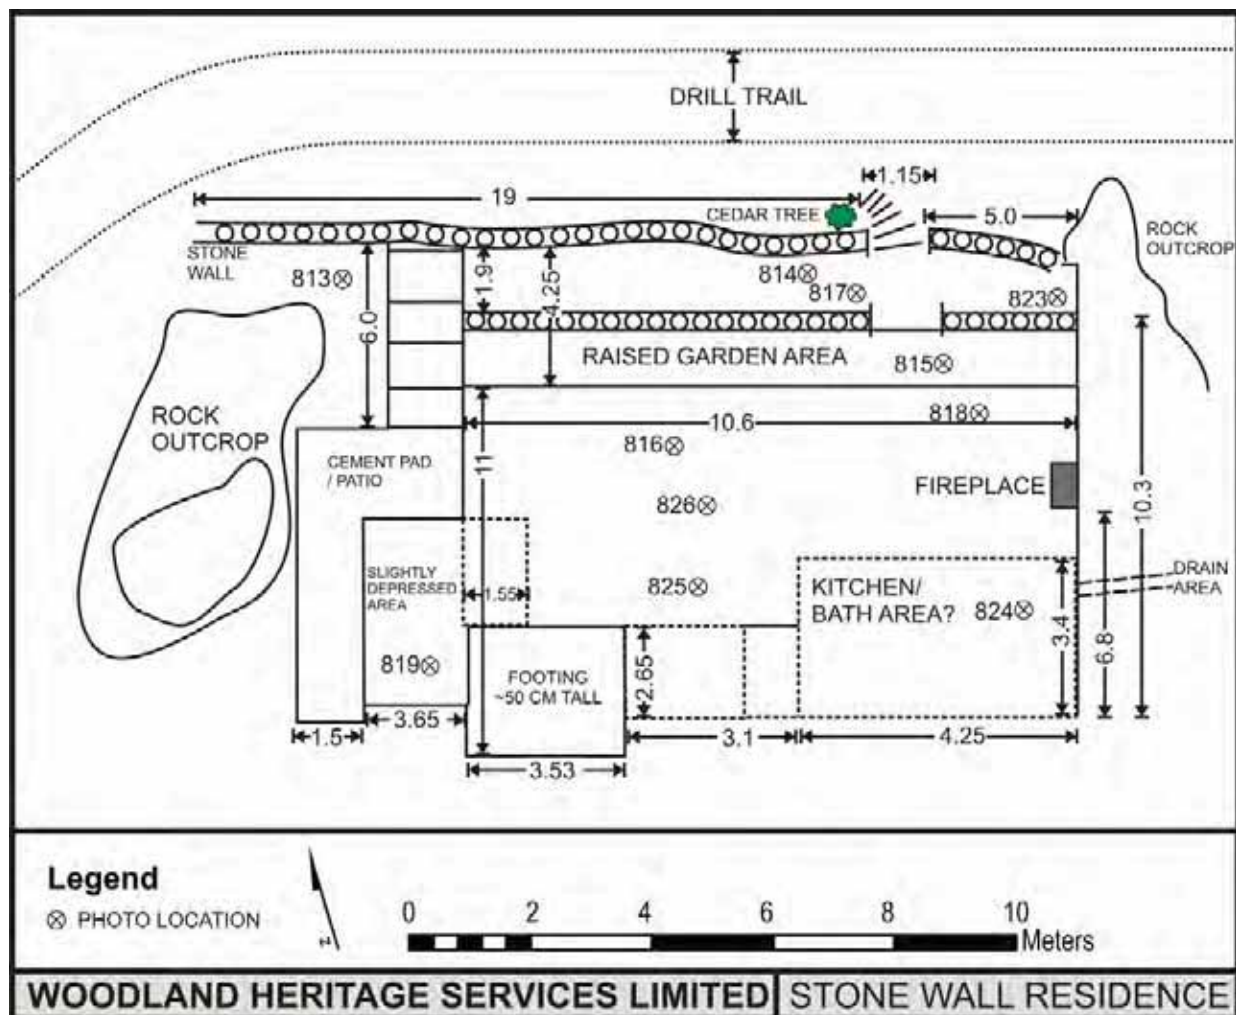 DRILL TRAIL
1.15
19
CEDAR TREE
5.0
STONE
WALL
ROCK
OUTCROP
813
1.9
4.25
814
817
823
6.0
RAISED GARDEN AREA
815
ROCK
OUTCROP
818
10.6
816
CEMENT PAD
/ PATIO
11
FIREPLACE
826
10.3
SLIGHTLY
DEPRESSED
AREA
1.55
825
KITCHEN/
BATH AREA?
824
DRAIN
AREA
3.4
6.8
819
FOOTING
~50 CM TALL
2.65
3.65
1.5
3.1
4.25
3.53
Legend
PHOTO LOCATION
z
0 2 4 6 8 10
Meters
WOODLAND HERITAGE SERVICES LIMITED STONE WALL RESIDENCE